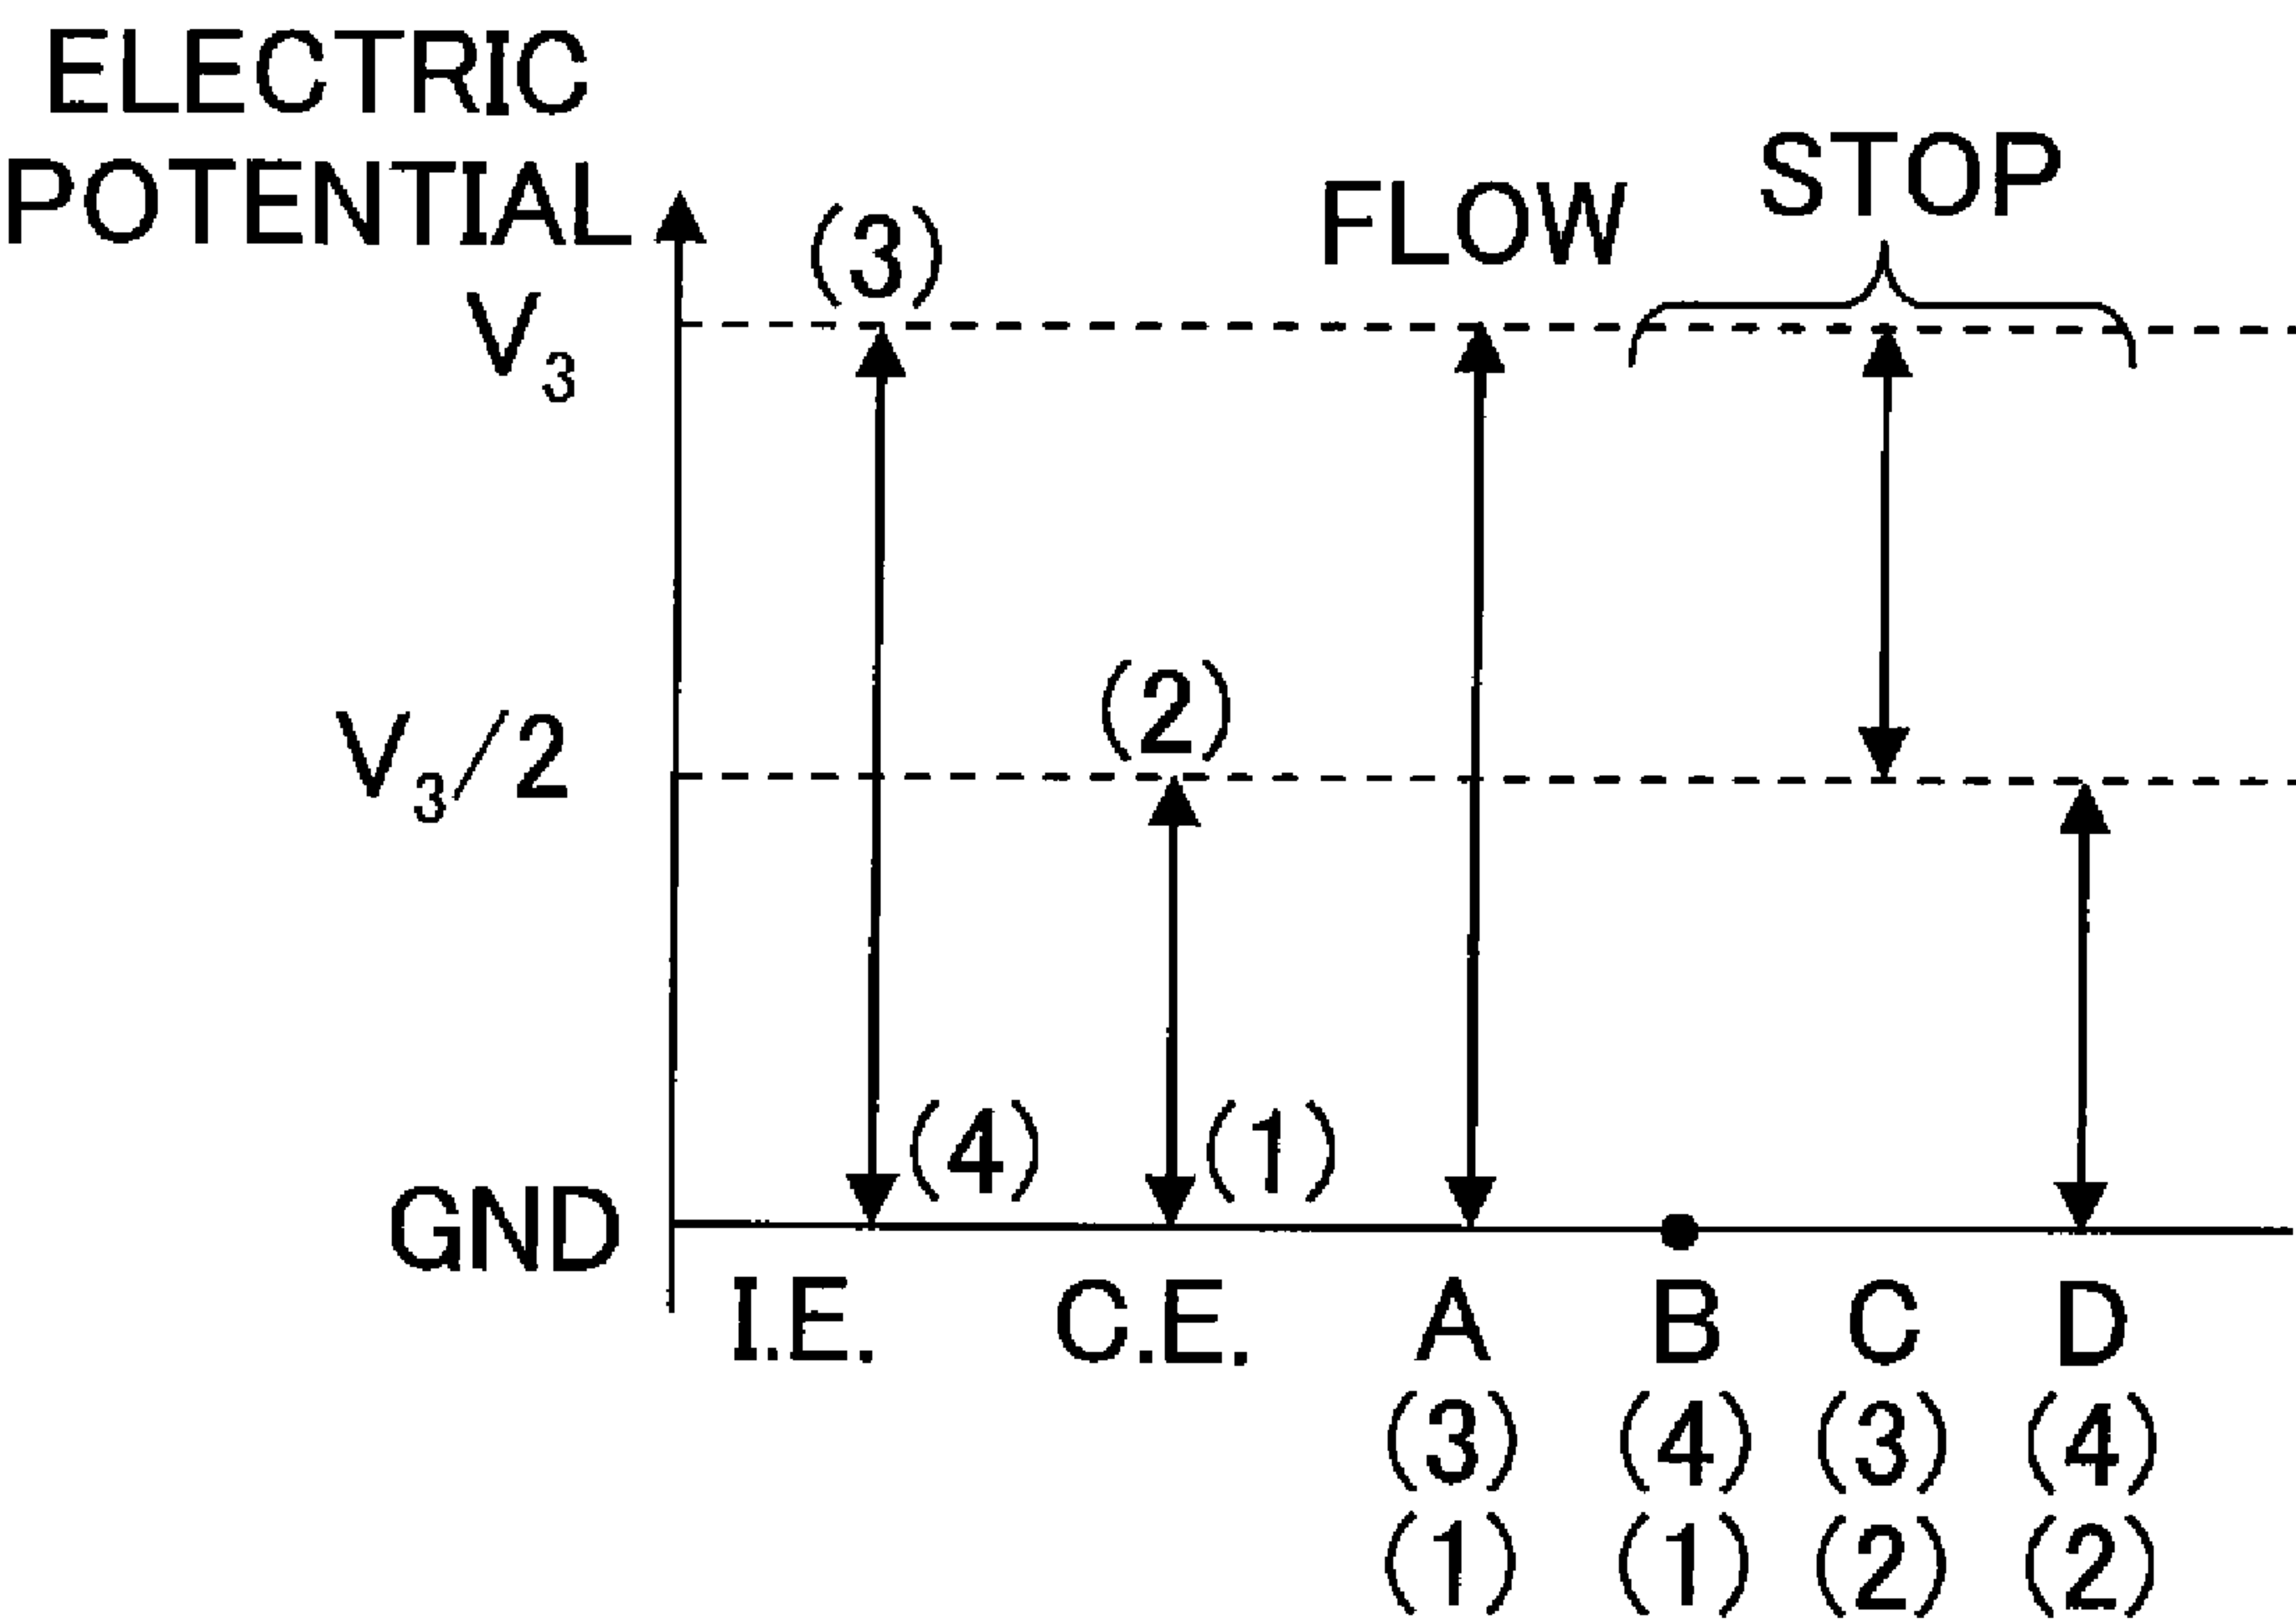 ELECTRIC
POTENTIAL
STOP
FLOW
(3)
V3
(2)
V3/2
(4)
(1)
GND
I.E. C.E. A B C D
(3) (4) (3) (4)
(1) (1) (2) (2)